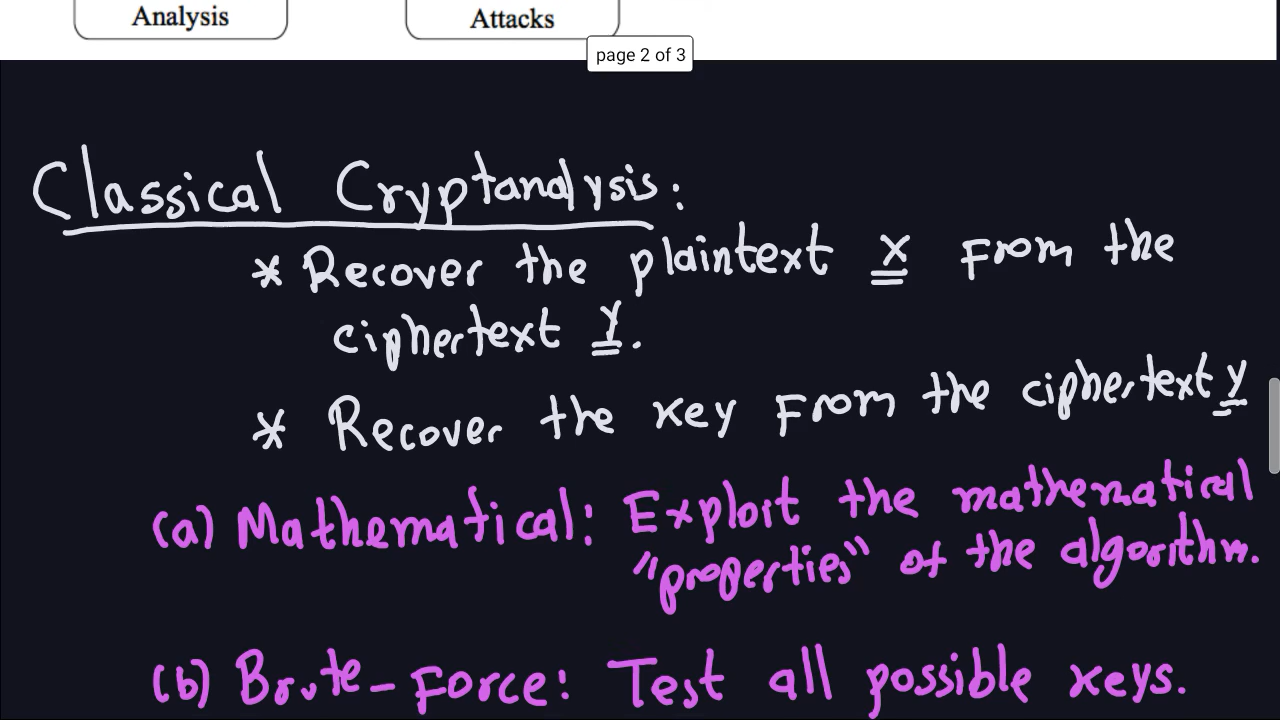 Analysis Attacks
page 2 of 3
Classical Cryptanalysis:
* Recover the plaintext x from the
ciphertext y.
* Recover the key from the ciphertext y
(a) Mathematical: Exploit the mathematical
"properties" of the algorithm.
(b) Brute-Force: Test all possible keys.